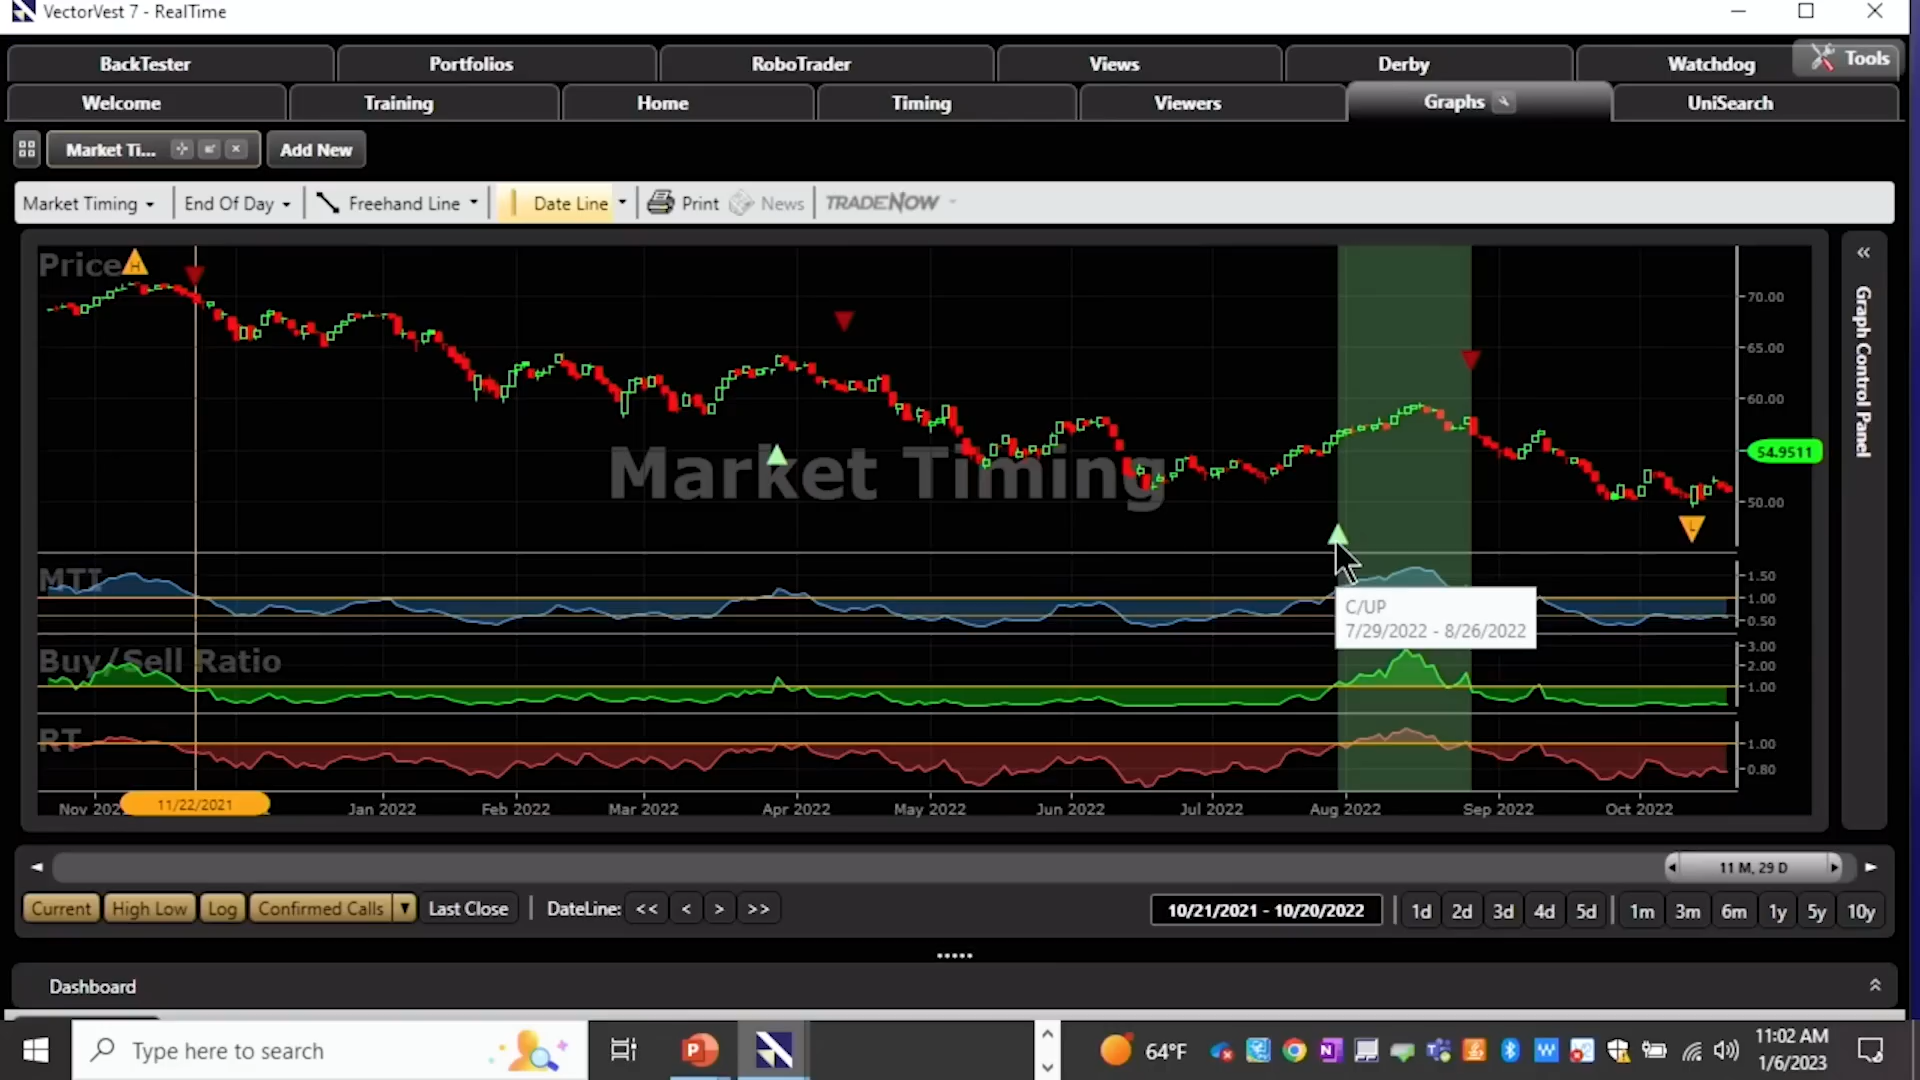 VectorVest 7 - RealTime
BackTester Portfolios RoboTrader Views Derby Watchdog Tools
Welcome Training Home Timing Viewers Graphs UniSearch
Market Ti... Add New
Market Timing End Of Day Freehand Line Date Line Print News TRADENOW
Price
H
70.00
65.00
60.00
54.9511
50.00
Market Timing
L
Graph Control Panel
MTI
1.50
1.00
0.50
C/UP
7/29/2022 - 8/26/2022
Buy/Sell Ratio
3.00
2.00
1.00
RT
1.00
0.80
Nov 202 11/22/2021 Jan 2022 Feb 2022 Mar 2022 Apr 2022 May 2022 Jun 2022 Jul 2022 Aug 2022 Sep 2022 Oct 2022
11 M, 29 D
Current High Low Log Confirmed Calls Last Close DateLine: << < > >> 10/21/2021 - 10/20/2022 1d 2d 3d 4d 5d 1m 3m 6m 1y 5y 10y
Dashboard
Type here to search
64°F
11:02 AM
1/6/2023